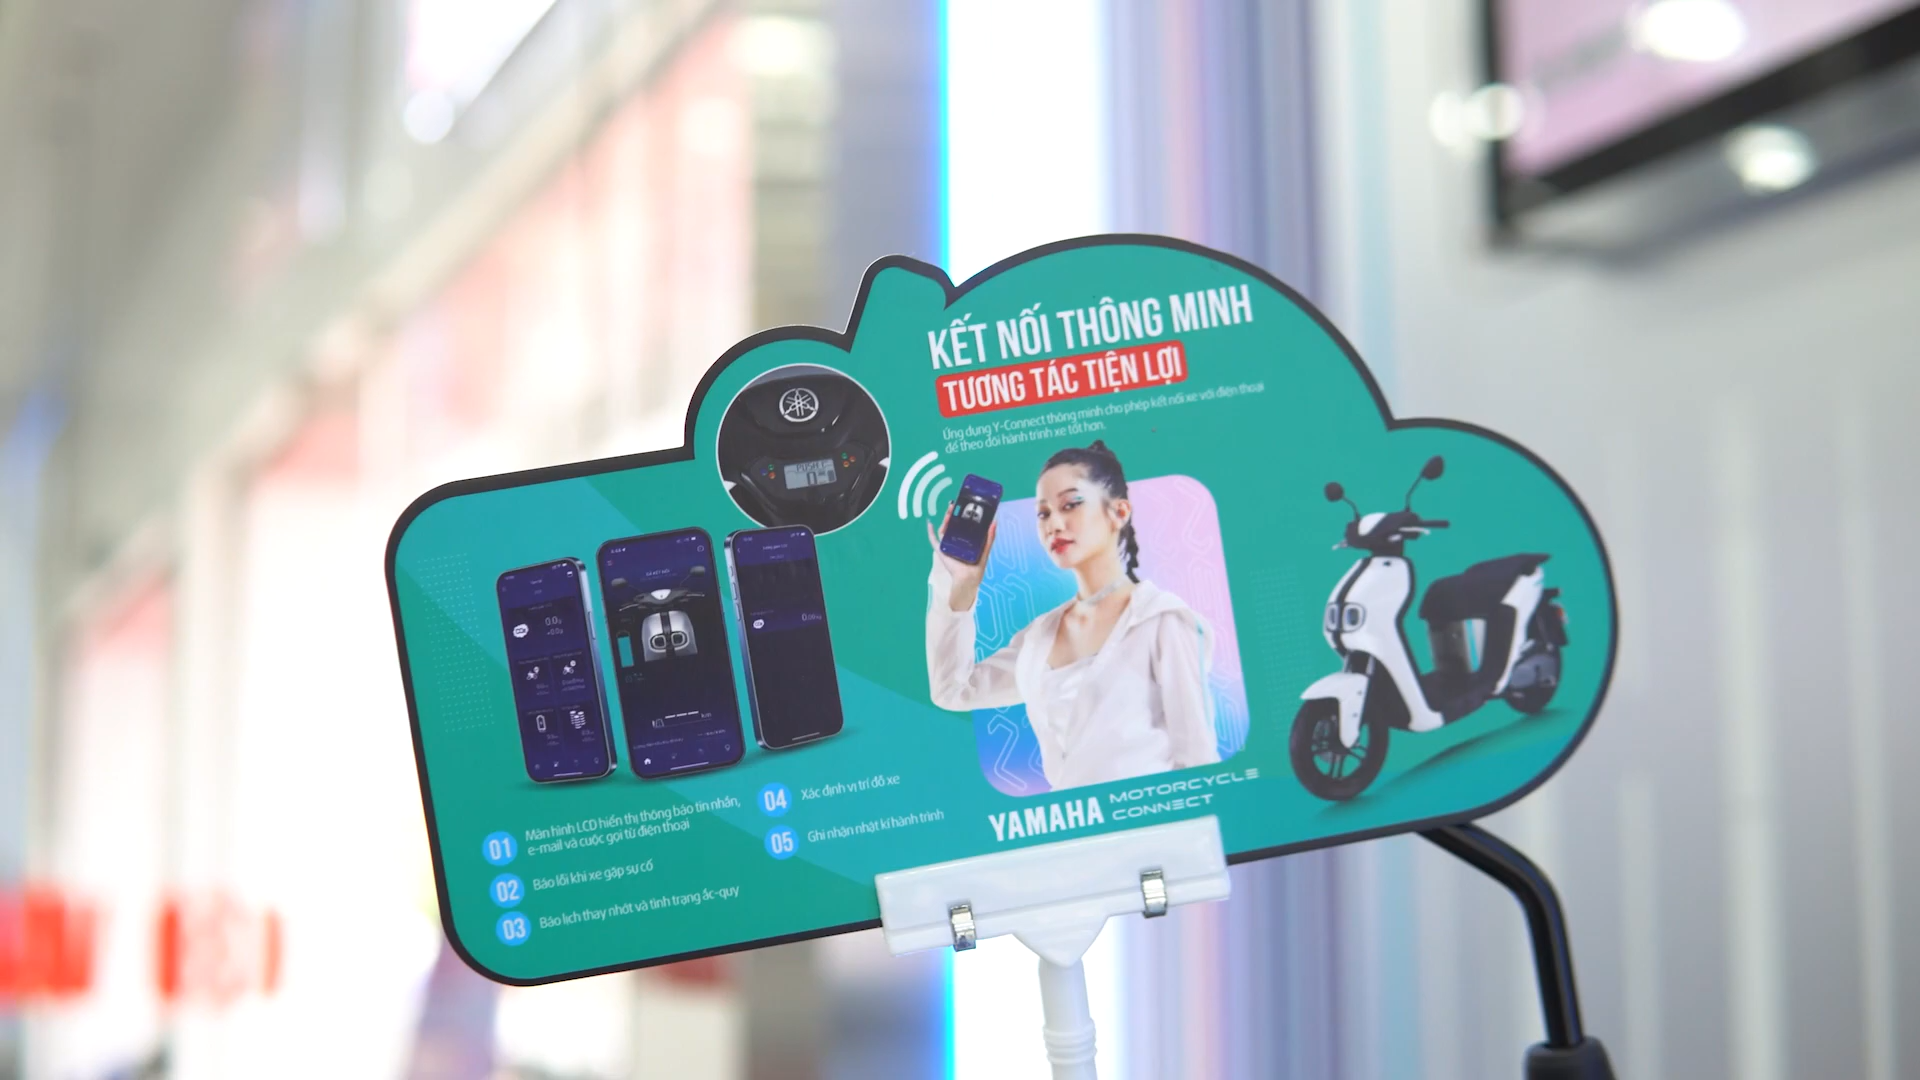 KẾT NỐI THÔNG MINH
TƯƠNG TÁC TIỆN LỢI
Ứng dụng Y-Connect thông minh cho phép kết nối xe với điện thoại
để theo dõi hành trình xe tốt hơn.
01 Màn hình LCD hiển thị thông báo tin nhắn,
e-mail và cuộc gọi từ điện thoại
02 Báo lỗi khi xe gặp sự cố
03 Báo lịch thay nhớt và tình trạng ắc-quy
04 Xác định vị trí đỗ xe
05 Ghi nhận nhật kí hành trình
YAMAHA MOTORCYCLE
CONNECT